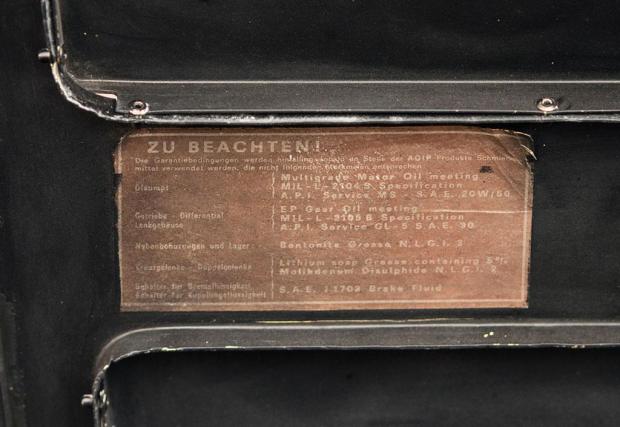 ZU BEACHTEN!
Die Garantiebedingungen werden hinfällig, wenn an Stelle der AGIP Produkte Schmier-
mittel verwendet werden, die nicht folgenden Merkmalen entsprechen
Ölsumpf
Multigrade Motor Oil meeting
MIL-L-2104 B Specification
A.P.I. Service MS - S.A.E. 20W/50
Getriebe - Differential
Lenkgehäuse
EP Gear Oil meeting
MIL-L-2105 B Specification
A.P.I. Service GL-5 S.A.E. 90
Nabenbohrungen und Lager
Bentonite Grease N.L.G.I. 3
Kreuzgelenke - Doppelgelenke
Lithium soap Grease containing 5%
Molikdenum Disulphide N.L.G.I. 2
Behälter für Bremsflüssigkeit
Behälter für Kupplungsflüssigkeit
S.A.E. J 1703 Brake Fluid